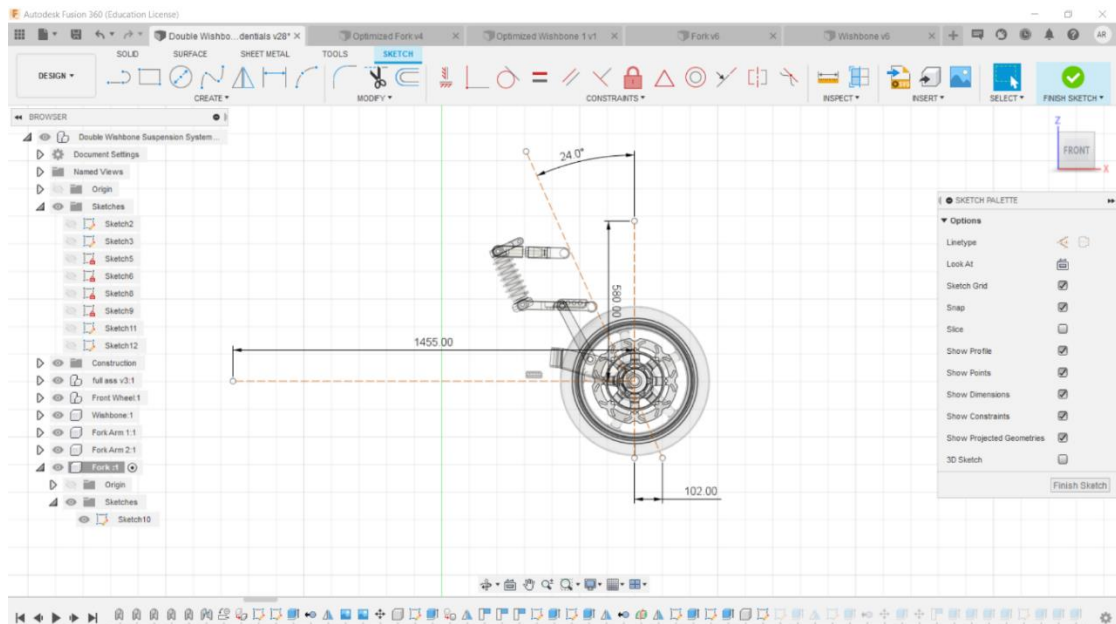 Autodesk Fusion 360 (Education License)
Double Wishbo...dentials v28* × Optimized Fork v4 × Optimized Wishbone 1 v1 × Fork v6 × Wishbone v6 × AR
SOLID SURFACE SHEET METAL TOOLS SKETCH
DESIGN
CREATE MODIFY CONSTRAINTS INSPECT INSERT SELECT FINISH SKETCH
BROWSER
Double Wishbone Suspension System...
Document Settings
Named Views
Origin
Sketches
Sketch2
Sketch3
Sketch5
Sketch6
Sketch8
Sketch9
Sketch11
Sketch12
Construction
full ass v3:1
Front Wheel:1
Wishbone:1
Fork Arm 1:1
Fork Arm 2:1
Fork :1
Origin
Sketches
Sketch10
24.0°
580.00
1455.00
102.00
Z
FRONT
X
SKETCH PALETTE
Options
Linetype
Look At
Sketch Grid
Snap
Slice
Show Profile
Show Points
Show Dimensions
Show Constraints
Show Projected Geometries
3D Sketch
Finish Sketch